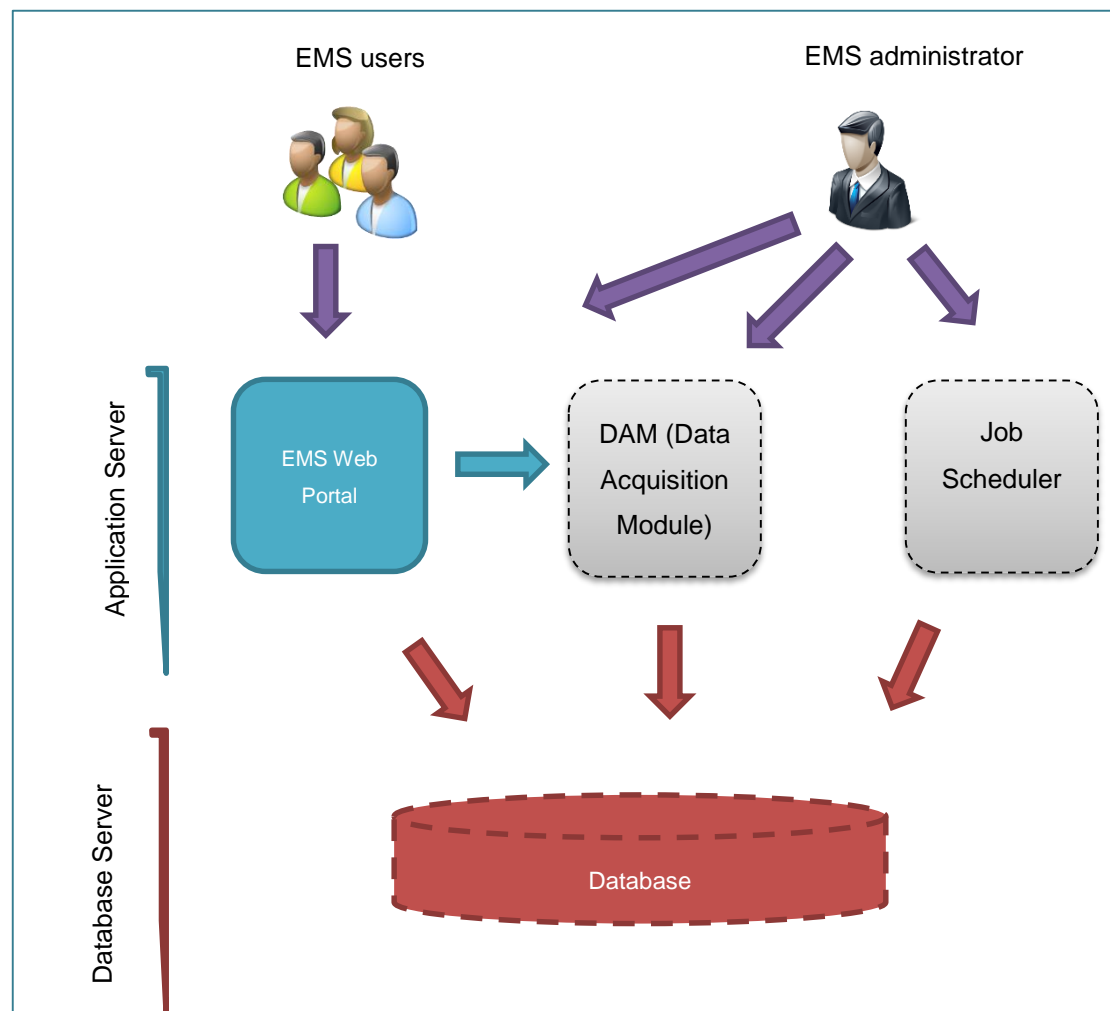 EMS users
EMS administrator
Application Server
EMS Web
Portal
DAM (Data
Acquisition
Module)
Job
Scheduler
Database Server
Database